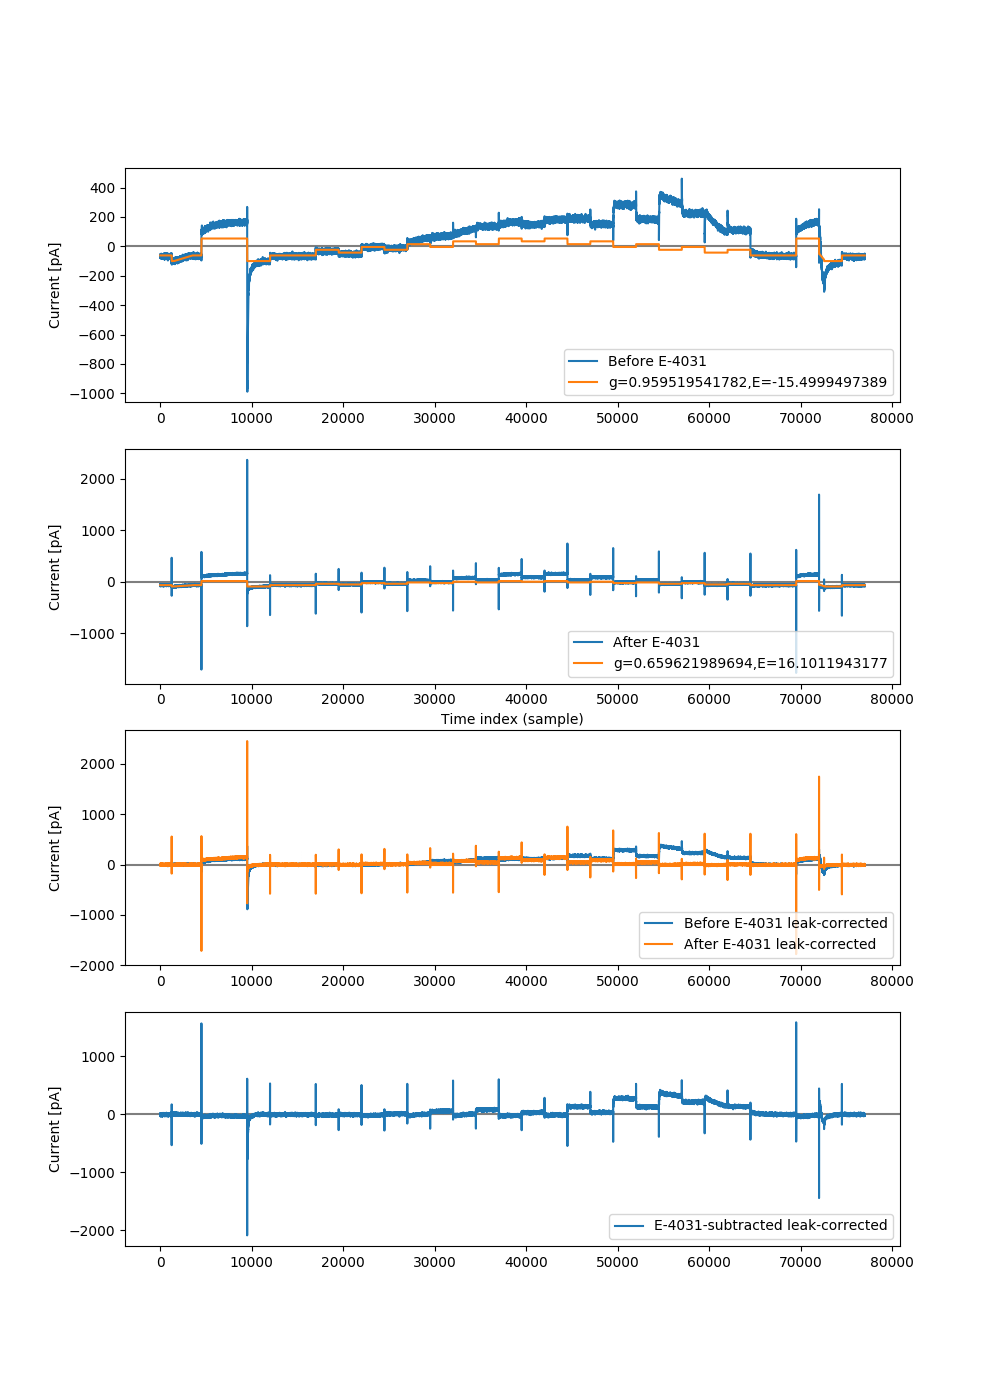 400
200
0
−200
−400
−600
−800
−1000
Current [pA]
Before E-4031
g=0.959519541782,E=-15.4999497389
0 10000 20000 30000 40000 50000 60000 70000 80000
2000
1000
0
−1000
Current [pA]
After E-4031
g=0.659621989694,E=16.1011943177
0 10000 20000 30000 40000 50000 60000 70000 80000
Time index (sample)
2000
1000
0
−1000
−2000
Current [pA]
Before E-4031 leak-corrected
After E-4031 leak-corrected
0 10000 20000 30000 40000 50000 60000 70000 80000
1000
0
−1000
−2000
Current [pA]
E-4031-subtracted leak-corrected
0 10000 20000 30000 40000 50000 60000 70000 80000